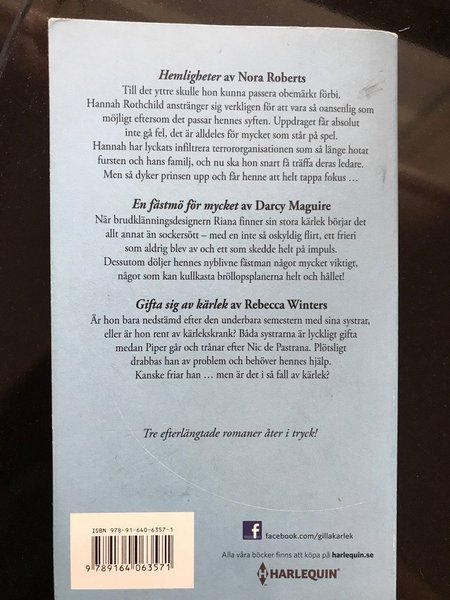 Hemligheter av Nora Roberts
Till det yttre skulle hon kunna passera obemärkt förbi.
Hannah Rothchild anstränger sig verkligen för att vara så oansenlig som
möjligt eftersom det passar hennes syften. Uppdraget får absolut
inte gå fel, det är alldeles för mycket som står på spel.
Hannah har lyckats infiltrera terrororganisationen som så länge hotat
fursten och hans familj, och nu ska hon snart få träffa deras ledare.
Men så dyker prinsen upp och får henne att helt tappa fokus …
En fästmö för mycket av Darcy Maguire
När brudklänningsdesignern Riana finner sin stora kärlek börjar det
allt annat än sockersött – med en inte så oskyldig flirt, ett frieri
som aldrig blev av och ett som skedde helt på impuls.
Dessutom döljer hennes nyblivne fästman något mycket viktigt,
något som kan kullkasta bröllopsplanerna helt och hållet!
Gifta sig av kärlek av Rebecca Winters
Är hon bara nedstämd efter den underbara semestern med sina systrar,
eller är hon rent av kärlekskrank? Båda systrarna är lyckligt gifta
medan Piper går och trånar efter Nic de Pastrana. Plötsligt
drabbas han av problem och behöver hennes hjälp.
Kanske friar han … men är det i så fall av kärlek?
Tre efterlängtade romaner åter i tryck!
ISBN 978-91-640-6357-1
9 789164 063571
f facebook.com/gillakarlek
Alla våra böcker finns att köpa på harlequin.se
HARLEQUIN®